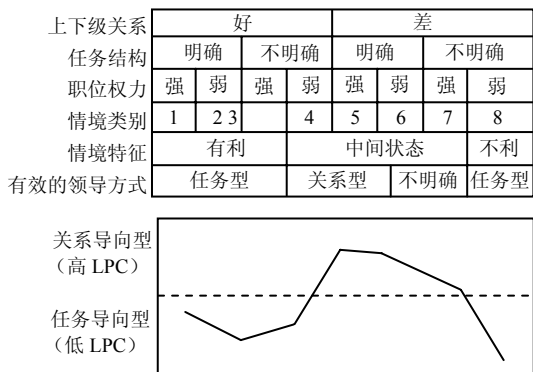 上下级关系 好 差
任务结构 明确 不明确 明确 不明确
职位权力 强 弱 强 弱 强 弱 强 弱
情境类别 1 2 3 4 5 6 7 8
情境特征 有利 中间状态 不利
有效的领导方式 任务型 关系型 不明确 任务型
关系导向型
（高 LPC）
任务导向型
（低 LPC）